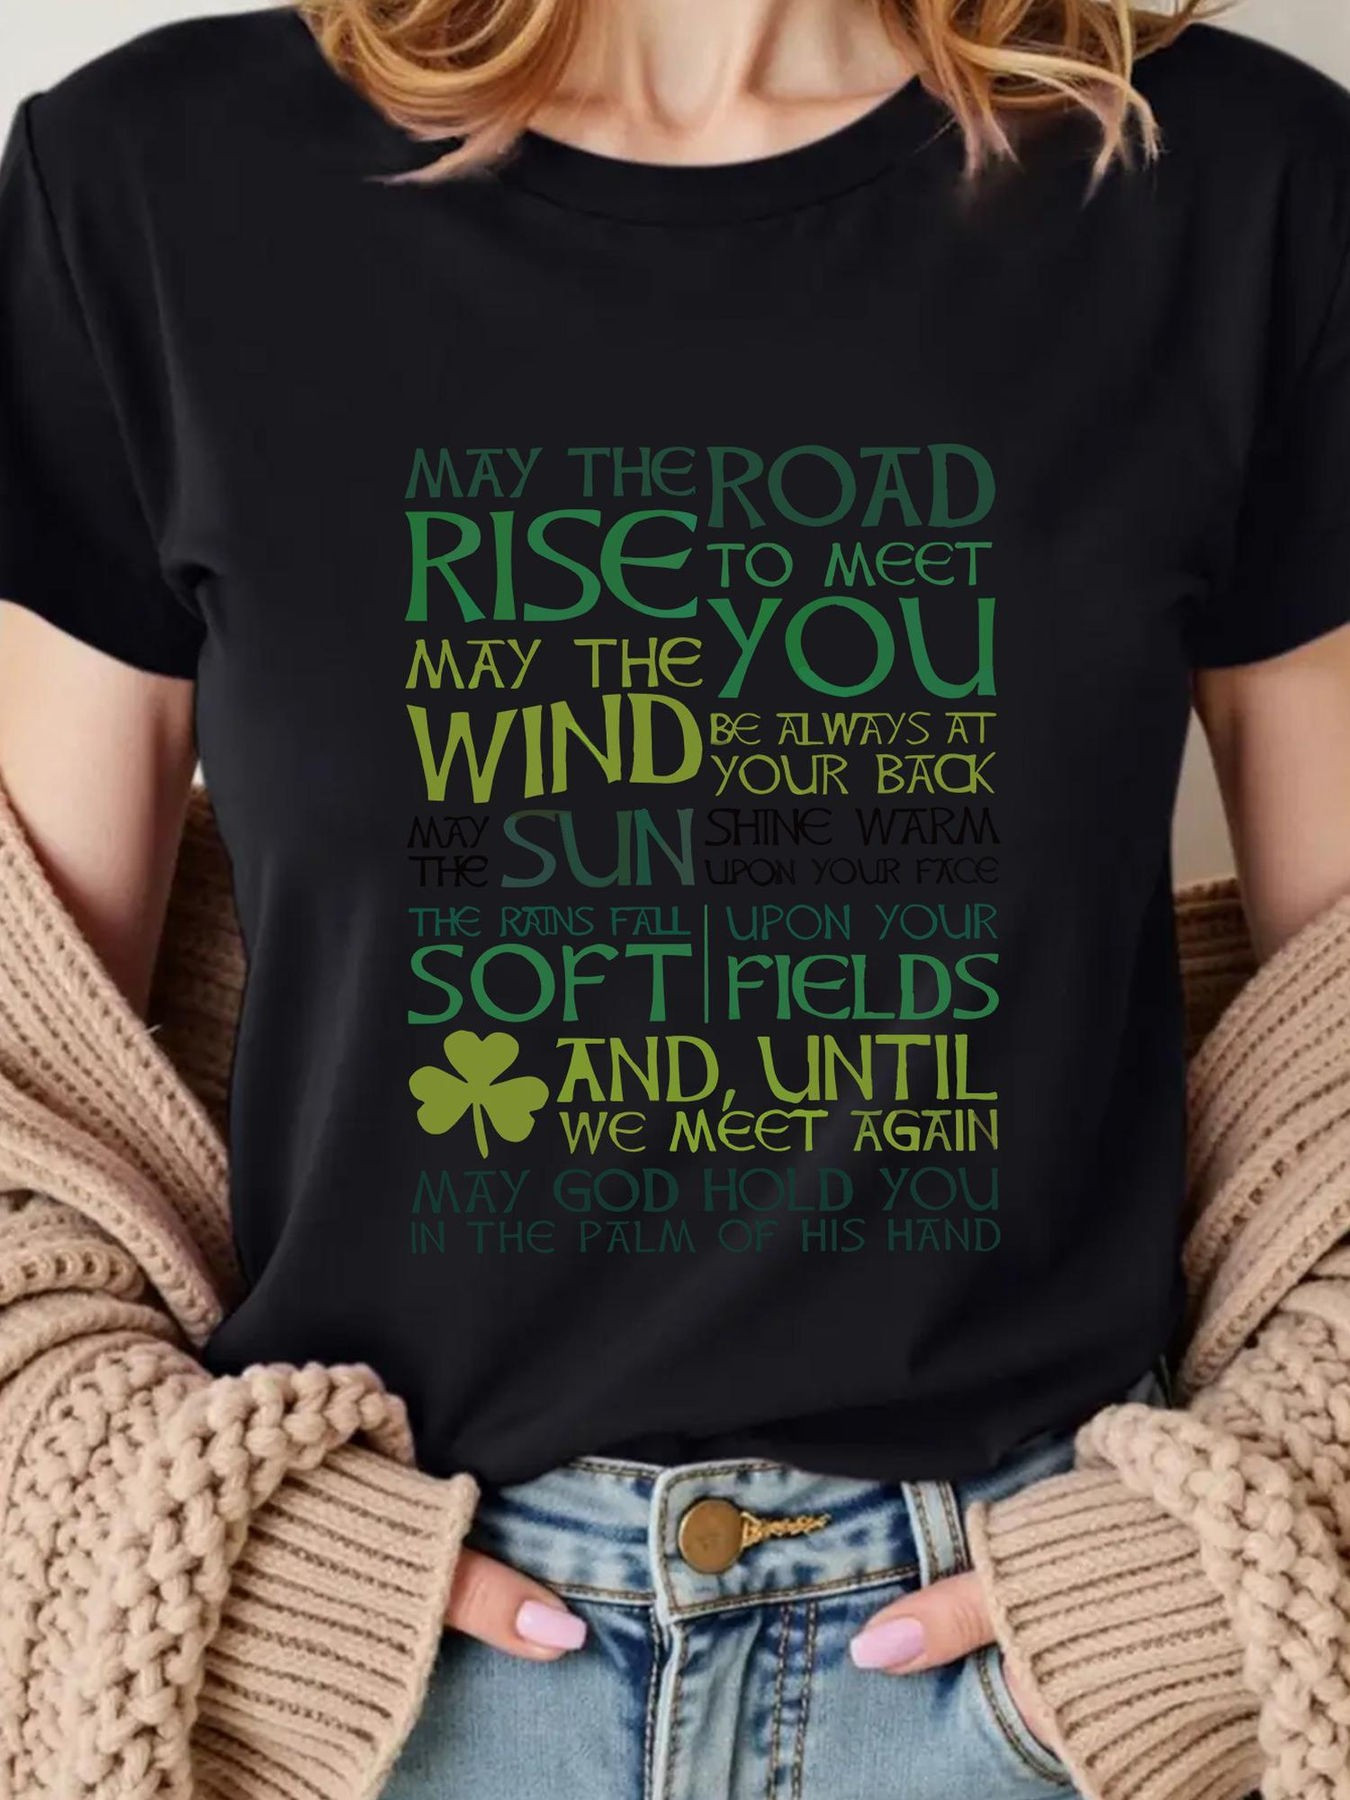 MAY THE ROAD
RISE TO MEET
YOU
MAY THE
WIND BE ALWAYS AT
YOUR BACK
MAY THE SUN SHINE WARM
UPON YOUR FACE
THE RAINS FALL
SOFT UPON YOUR
FIELDS
AND, UNTIL
WE MEET AGAIN
MAY GOD HOLD YOU
IN THE PALM OF HIS HAND